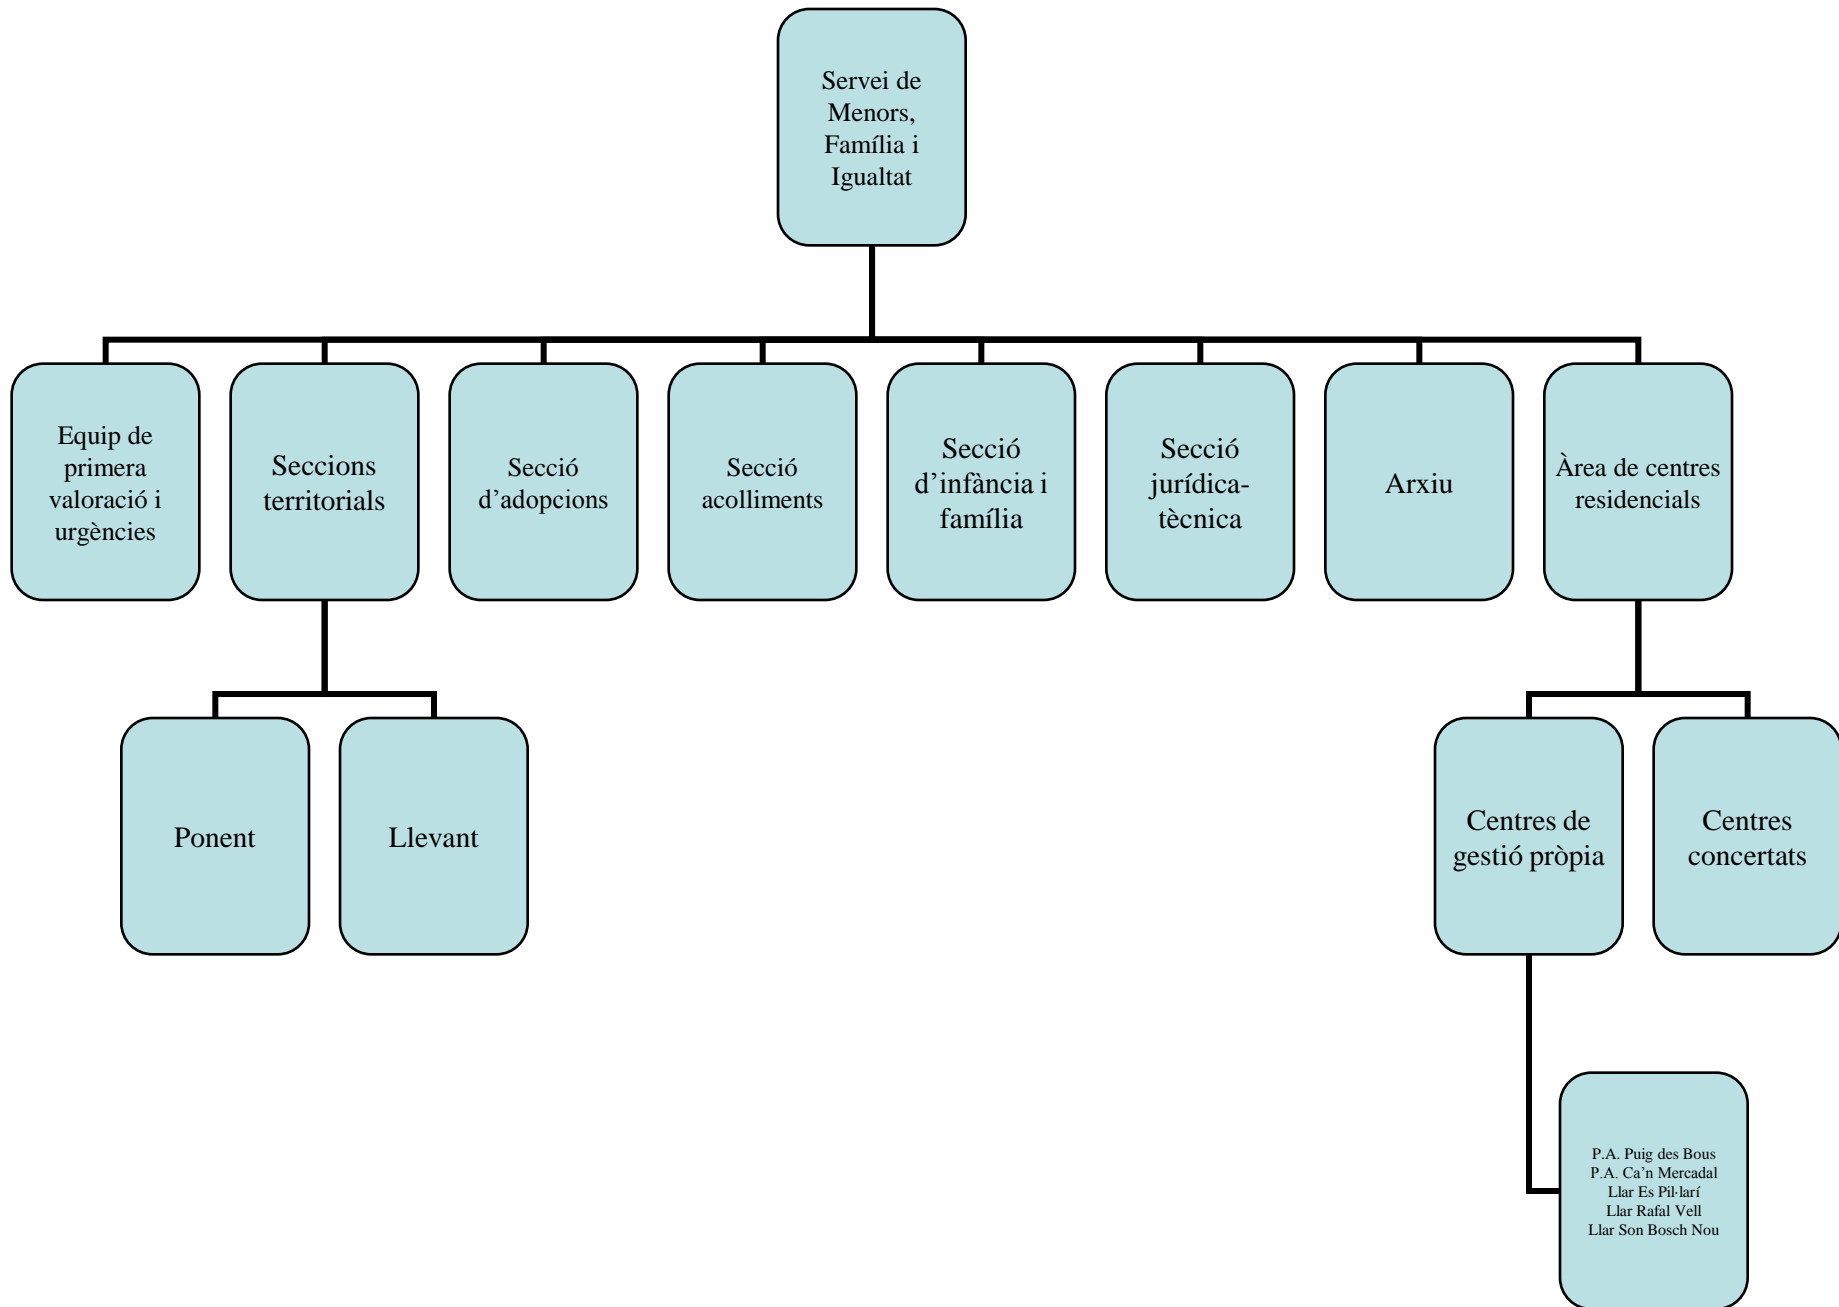 Servei de
Menors,
Família i
Igualtat
Equip de
primera
valoració i
urgències
Seccions
territorials
Secció
d’adopcions
Secció
acolliments
Secció
d’infància i
família
Secció
jurídica-
tècnica
Arxiu
Àrea de centres
residencials
Ponent
Llevant
Centres de
gestió pròpia
Centres
concertats
P.A. Puig des Bous
P.A. Ca’n Mercadal
Llar Es Pil·larí
Llar Rafal Vell
Llar Son Bosch Nou